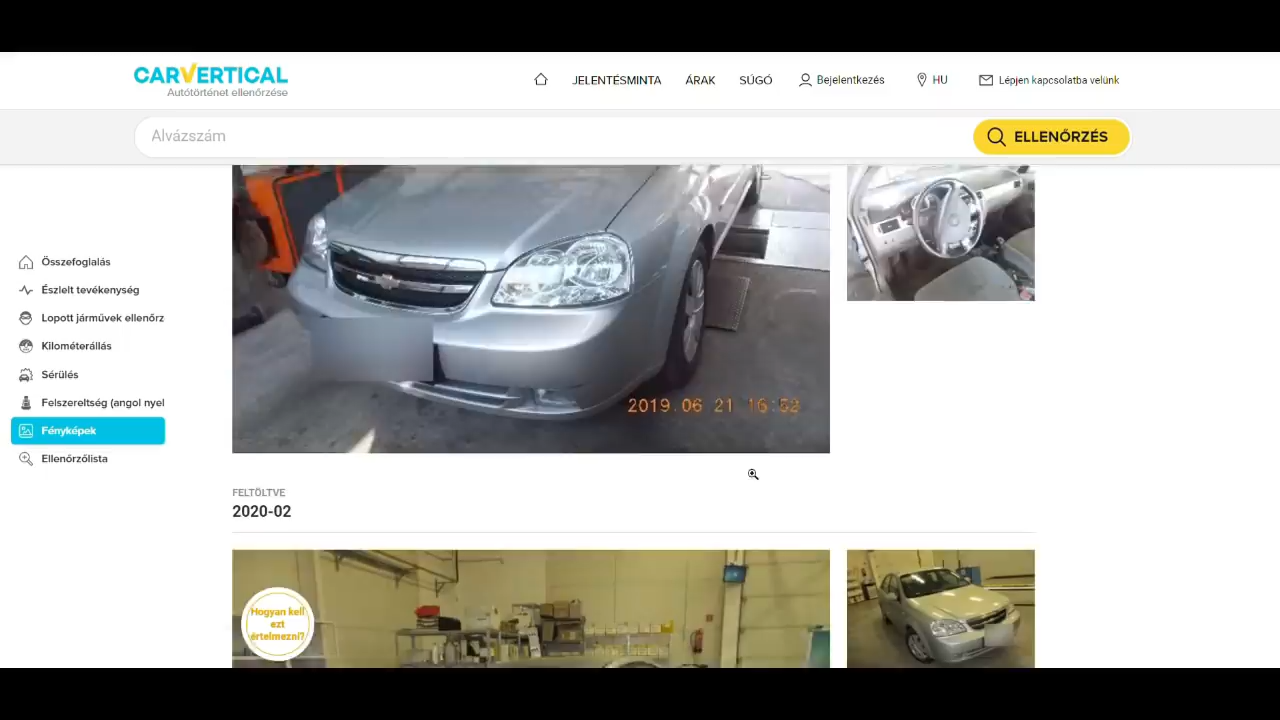 CARVERTICAL
Autótörténet ellenőrzése
JELENTÉSMINTA
ÁRAK
SÚGÓ
Bejelentkezés
HU
Lépjen kapcsolatba velünk
Alvázszám
ELLENŐRZÉS
Összefoglalás
Észlelt tevékenység
Lopott járművek ellenőrz
Kilométerállás
Sérülés
Felszereltség (angol nyel
Fényképek
Ellenőrzőlista
2019.06 21 16:52
FELTÖLTVE
2020-02
Hogyan kell
ezt
értelmezni?